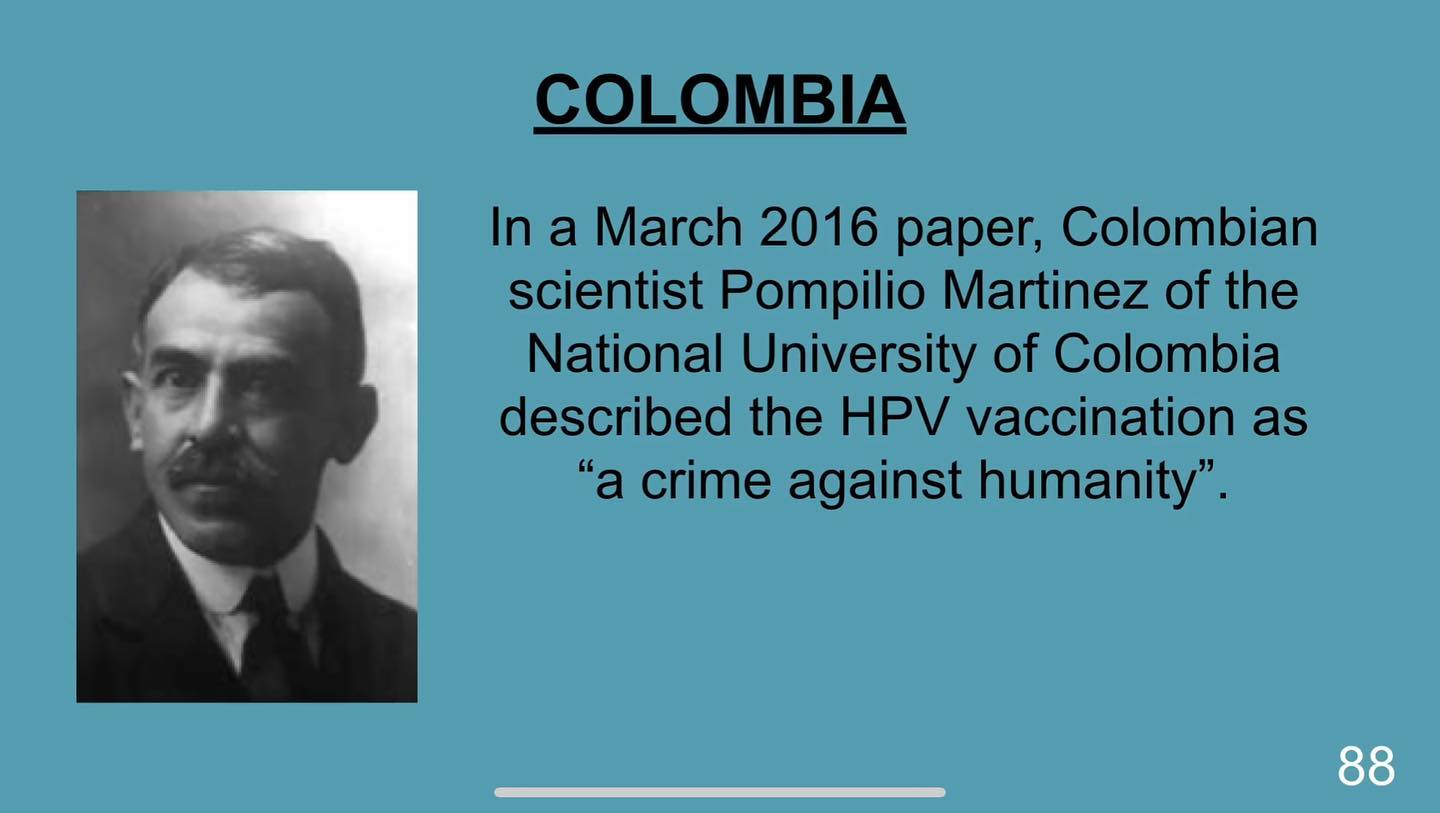 COLOMBIA
In a March 2016 paper, Colombian
scientist Pompilio Martinez of the
National University of Colombia
described the HPV vaccination as
“a crime against humanity”.
88